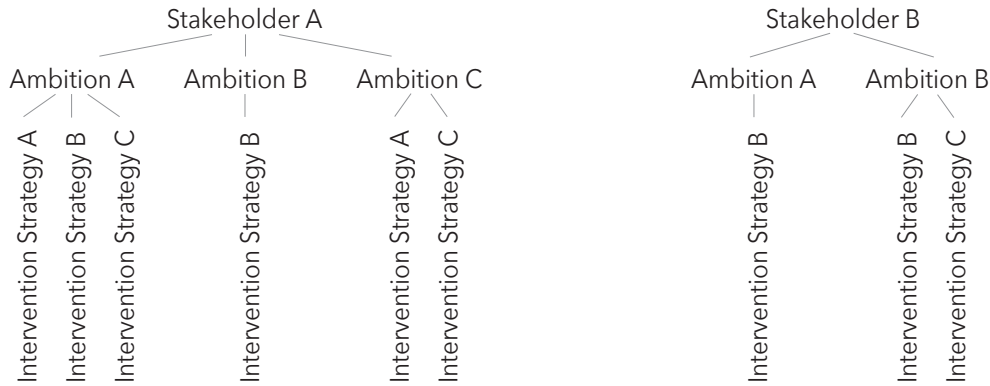 Stakeholder A
Stakeholder B
Ambition A
Ambition B
Ambition C
Ambition A
Ambition B
Intervention Strategy A
Intervention Strategy B
Intervention Strategy C
Intervention Strategy B
Intervention Strategy A
Intervention Strategy C
Intervention Strategy B
Intervention Strategy B
Intervention Strategy C